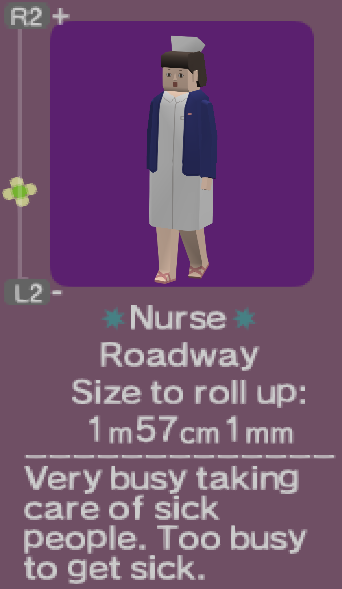 R2 +
L2 -
Nurse
Roadway
Size to roll up:
1m57cm1mm
Very busy taking
care of sick
people. Too busy
to get sick.